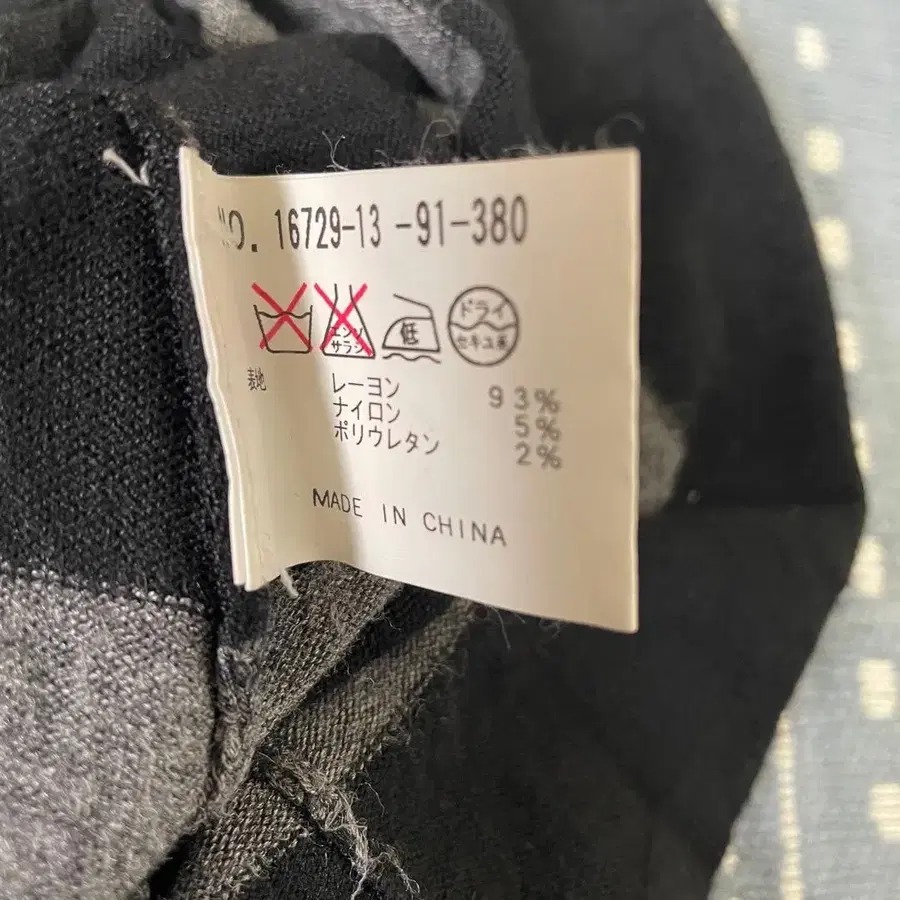 NO. 16729-13 -91-380
エンソ サラシ
低
ドライ
セキユ系
表地 レーヨン 93%
ナイロン 5%
ポリウレタン 2%
MADE IN CHINA